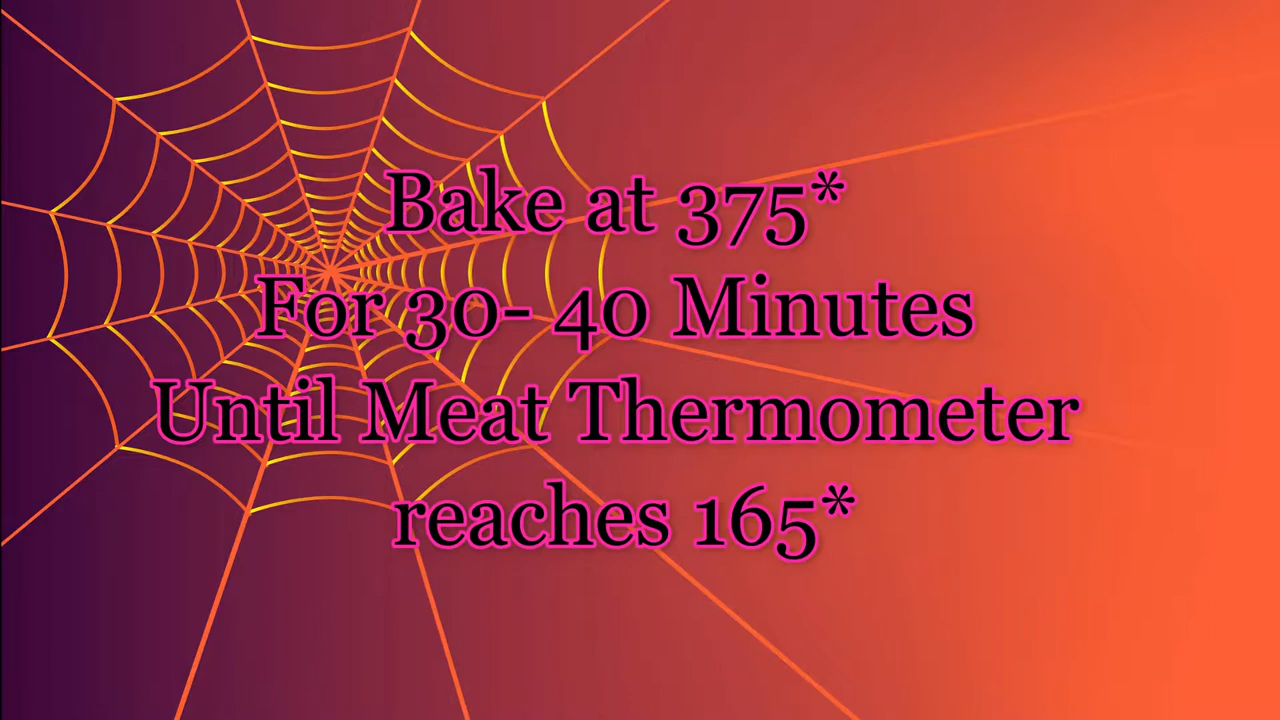 Bake at 375*
For 30- 40 Minutes
Until Meat Thermometer
reaches 165*